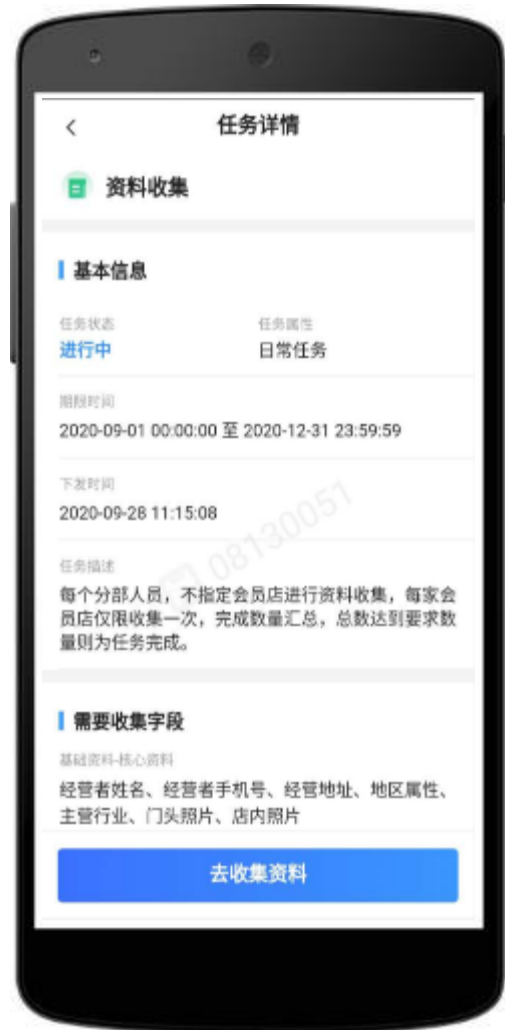 任务详情
资料收集
基本信息
任务状态 任务属性
进行中 日常任务
期限时间
2020-09-01 00:00:00 至 2020-12-31 23:59:59
下发时间
2020-09-28 11:15:08
08130051
任务描述
每个分部人员，不指定会员店进行资料收集，每家会
员店仅限收集一次，完成数量汇总，总数达到要求数
量则为任务完成。
需要收集字段
基础资料-核心资料
经营者姓名、经营者手机号、经营地址、地区属性、
主营行业、门头照片、店内照片
去收集资料